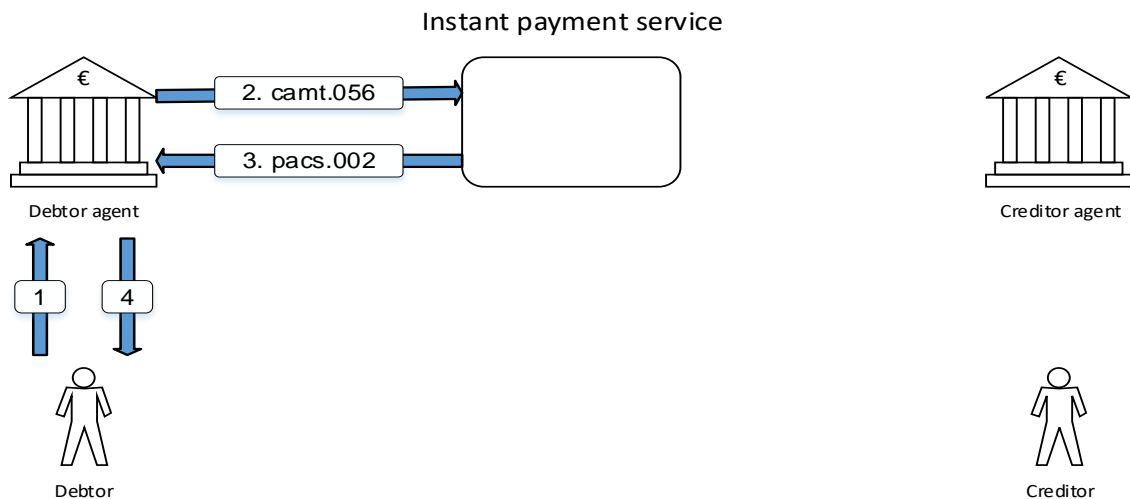 Instant payment service
€
€
2. camt.056
3. pacs.002
Debtor agent
Creditor agent
1
4
Debtor
Creditor